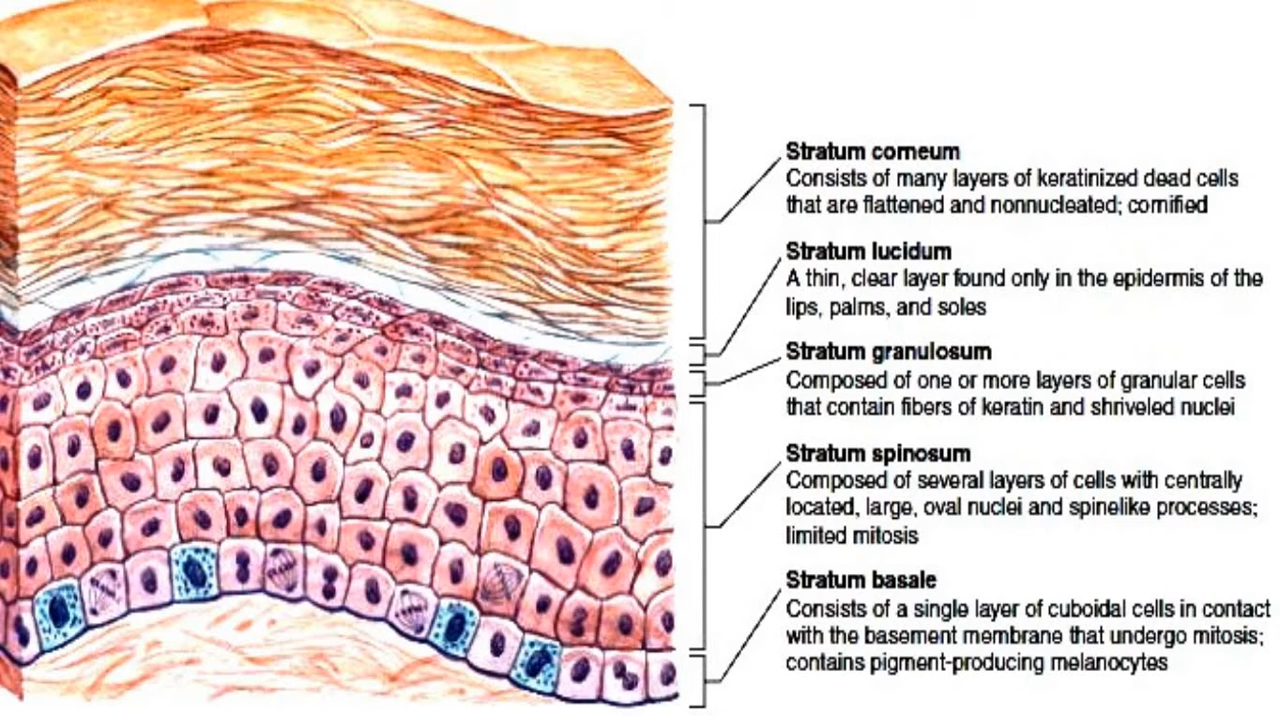 Stratum corneum
Consists of many layers of keratinized dead cells
that are flattened and nonnucleated; cornified
Stratum lucidum
A thin, clear layer found only in the epidermis of the
lips, palms, and soles
Stratum granulosum
Composed of one or more layers of granular cells
that contain fibers of keratin and shriveled nuclei
Stratum spinosum
Composed of several layers of cells with centrally
located, large, oval nuclei and spinelike processes;
limited mitosis
Stratum basale
Consists of a single layer of cuboidal cells in contact
with the basement membrane that undergo mitosis;
contains pigment-producing melanocytes